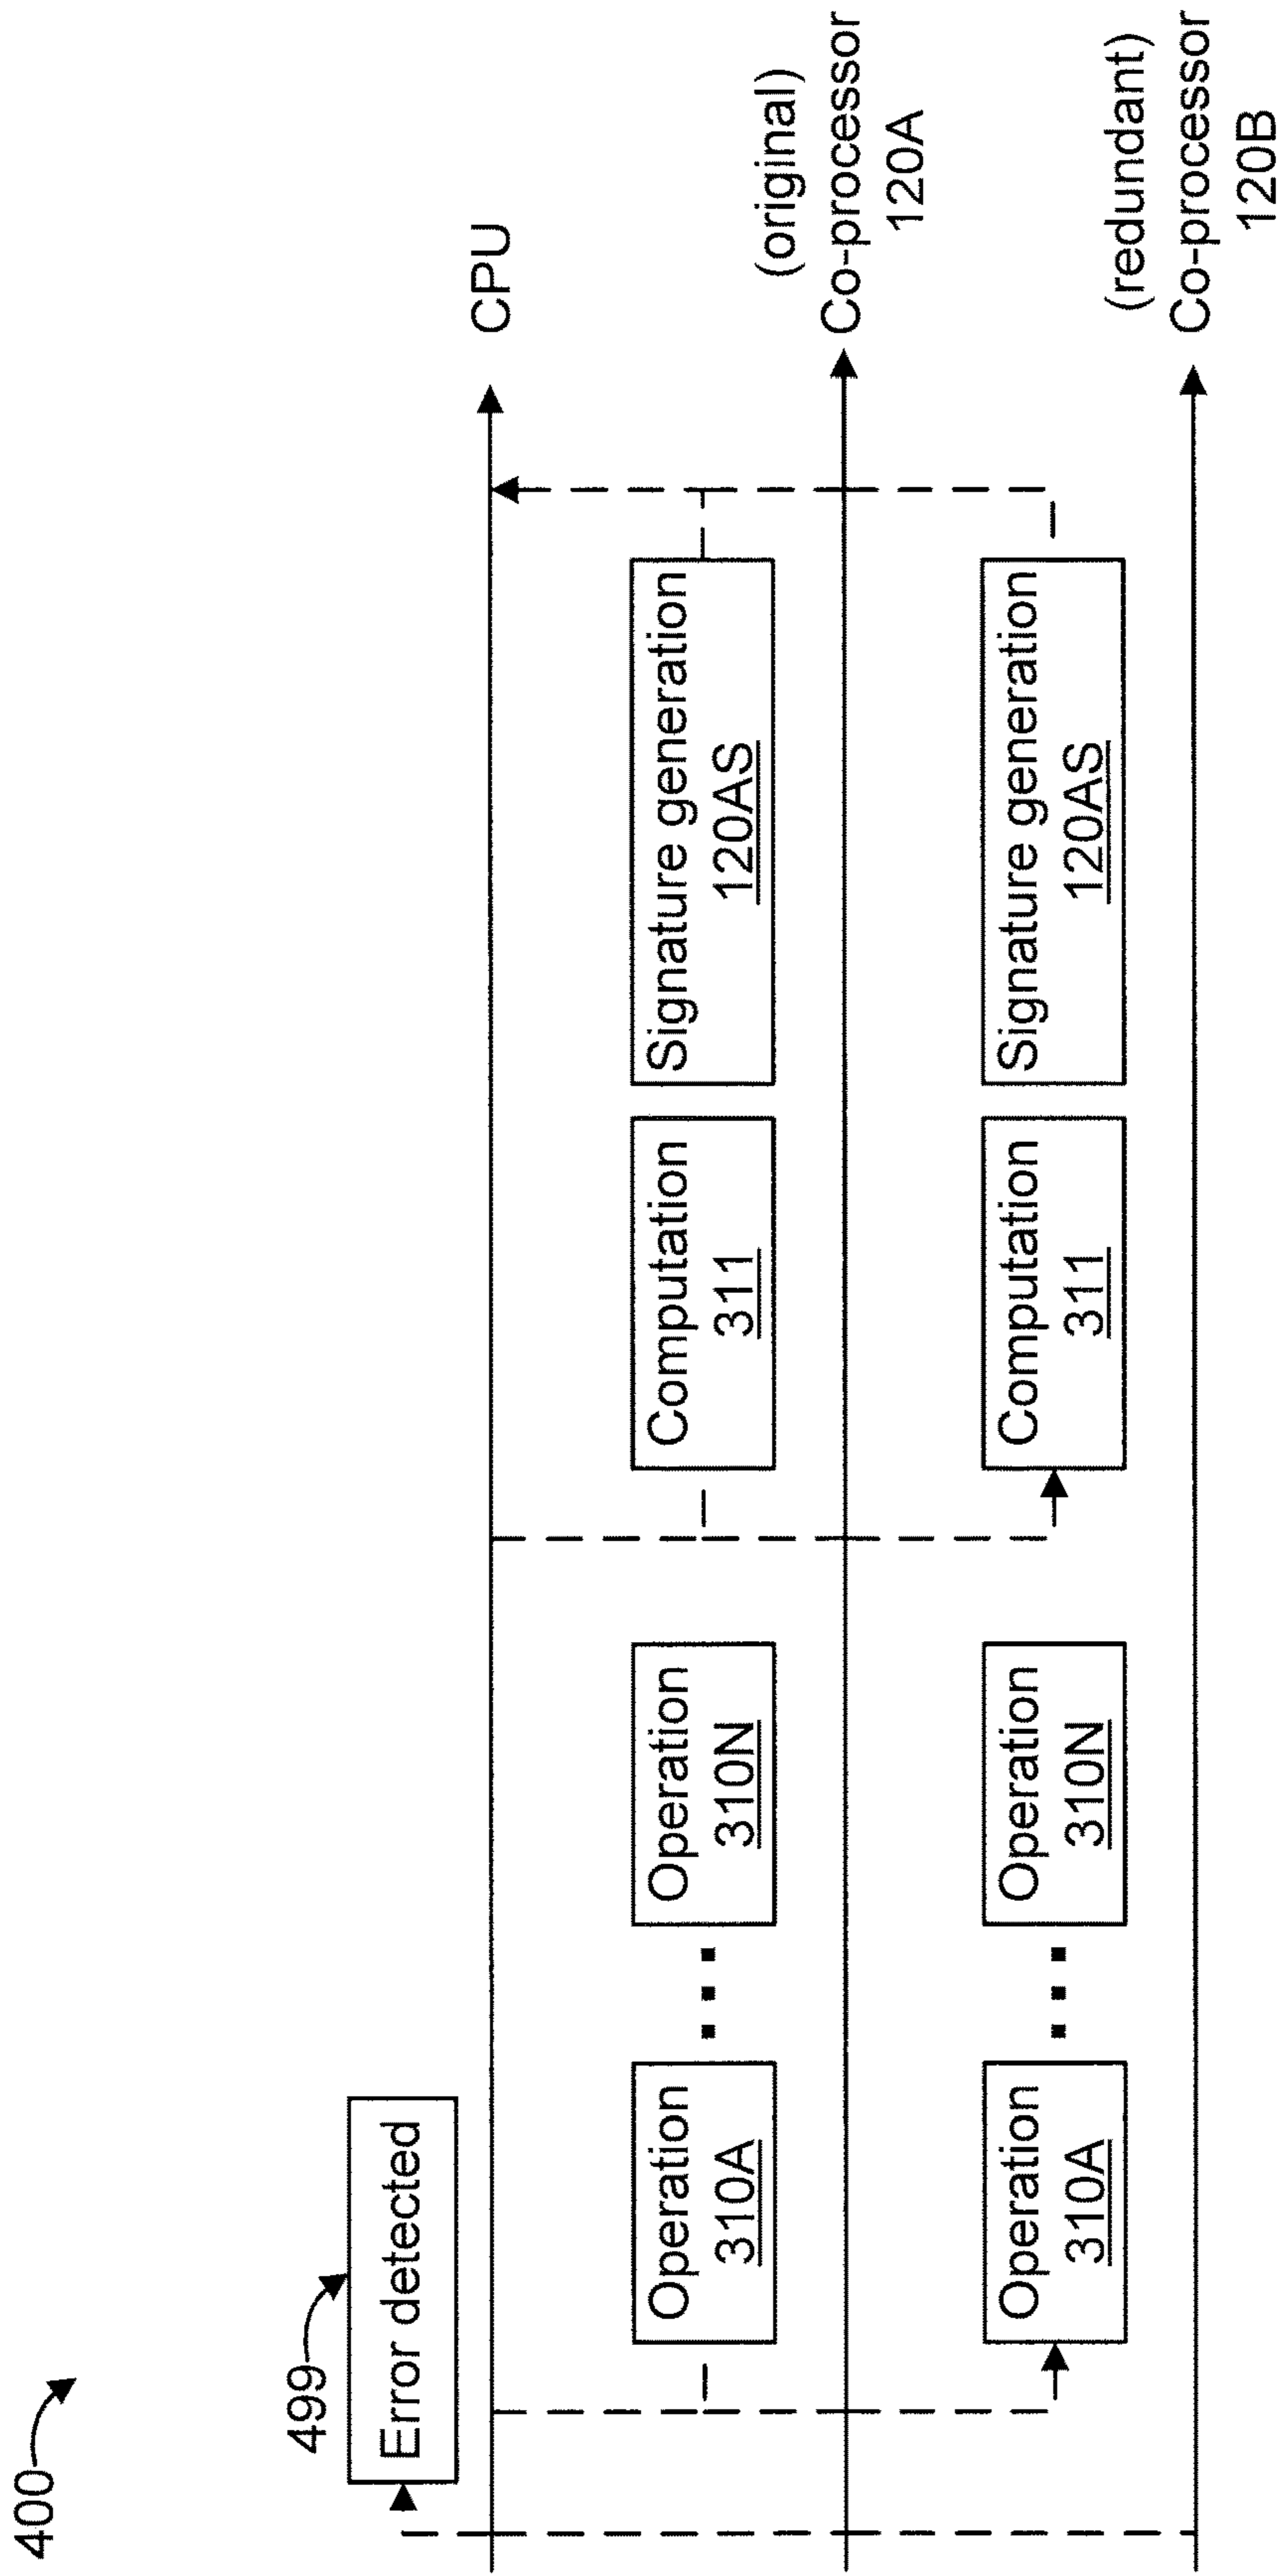 400
499
Error detected
CPU
Operation
310A
Operation
310N
Computation
311
Signature generation
120AS
(original)
Co-processor
120A
Operation
310A
Operation
310N
Computation
311
Signature generation
120AS
(redundant)
Co-processor
120B